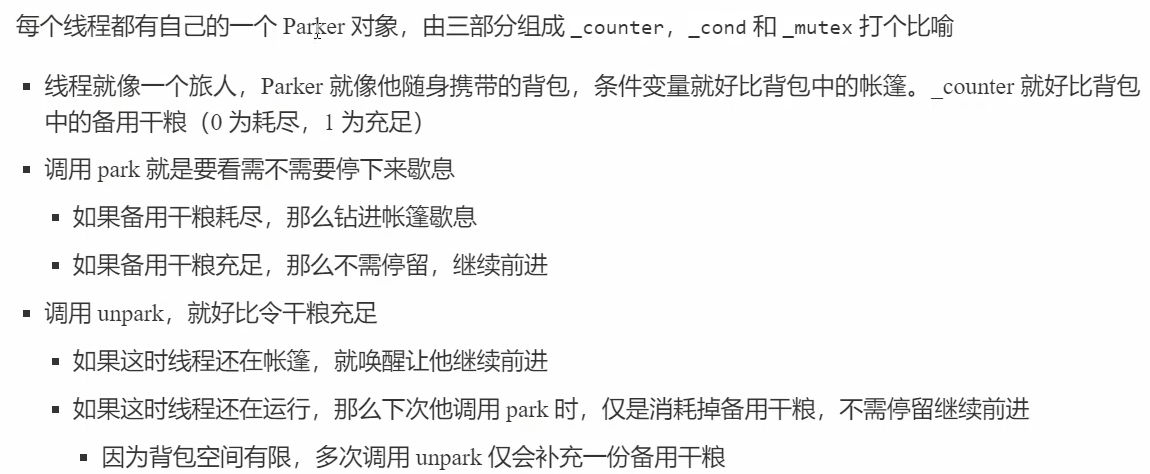 每个线程都有自己的一个 Parker 对象，由三部分组成 _counter，_cond 和 _mutex 打个比喻
线程就像一个旅人，Parker 就像他随身携带的背包，条件变量就好比背包中的帐篷。_counter 就好比背包
中的备用干粮（0 为耗尽，1 为充足）
调用 park 就是要看需不需要停下来歇息
如果备用干粮耗尽，那么钻进帐篷歇息
如果备用干粮充足，那么不需停留，继续前进
调用 unpark，就好比令干粮充足
如果这时线程还在帐篷，就唤醒让他继续前进
如果这时线程还在运行，那么下次他调用 park 时，仅是消耗掉备用干粮，不需停留继续前进
因为背包空间有限，多次调用 unpark 仅会补充一份备用干粮